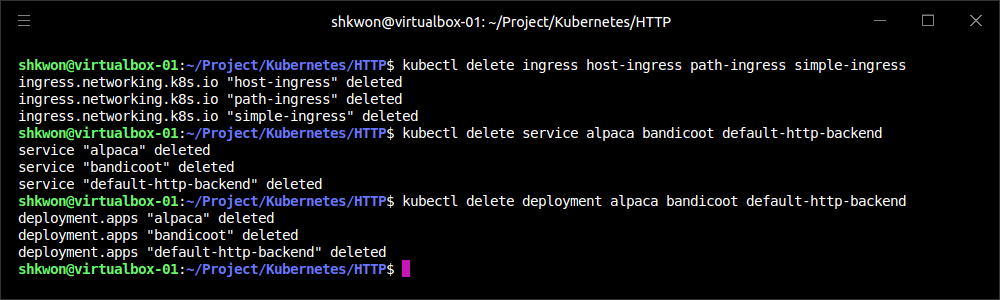 shkwon@virtualbox-01: ~/Project/Kubernetes/HTTP
shkwon@virtualbox-01:~/Project/Kubernetes/HTTP$ kubectl delete ingress host-ingress path-ingress simple-ingress
ingress.networking.k8s.io "host-ingress" deleted
ingress.networking.k8s.io "path-ingress" deleted
ingress.networking.k8s.io "simple-ingress" deleted
shkwon@virtualbox-01:~/Project/Kubernetes/HTTP$ kubectl delete service alpaca bandicoot default-http-backend
service "alpaca" deleted
service "bandicoot" deleted
service "default-http-backend" deleted
shkwon@virtualbox-01:~/Project/Kubernetes/HTTP$ kubectl delete deployment alpaca bandicoot default-http-backend
deployment.apps "alpaca" deleted
deployment.apps "bandicoot" deleted
deployment.apps "default-http-backend" deleted
shkwon@virtualbox-01:~/Project/Kubernetes/HTTP$